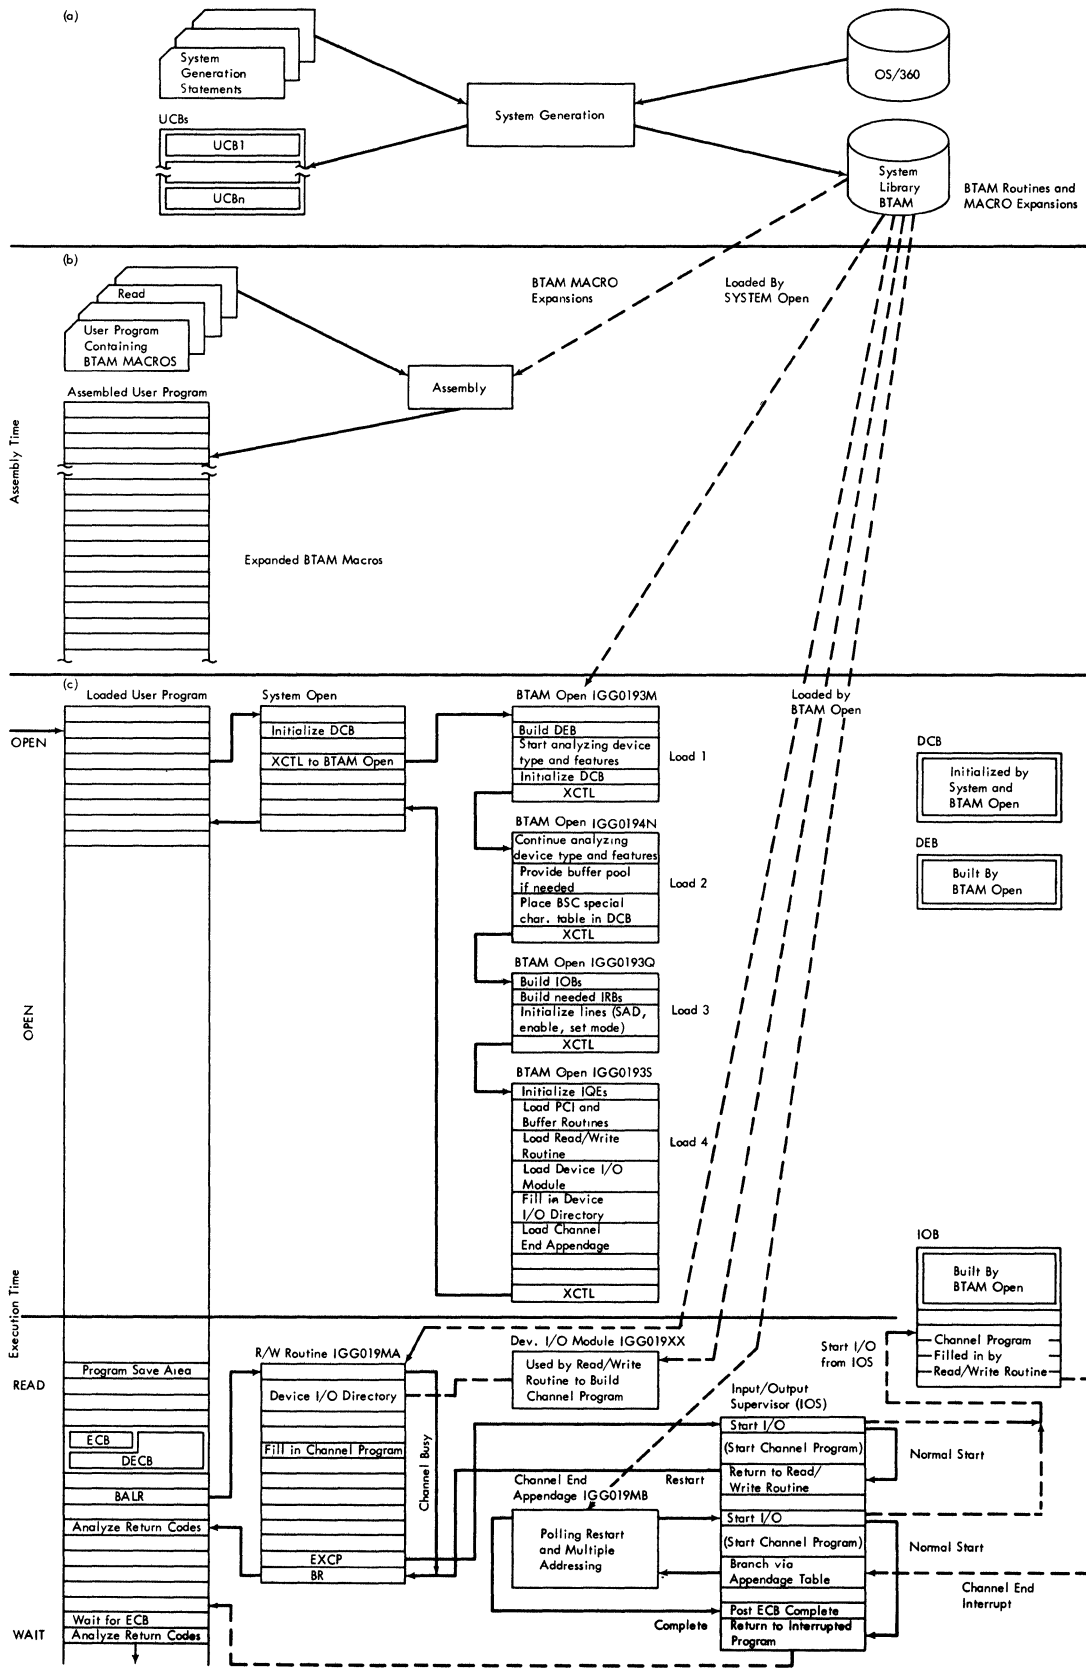 (a)
System
Generation
Statements
UCBs
UCB1
UCBn
System Generation
OS/360
System
Library
BTAM
BTAM Routines and
MACRO Expansions
(b)
Read
User Program
Containing
BTAM MACROS
BTAM MACRO
Expansions
Loaded By
SYSTEM Open
Assembly
Assembled User Program
Assembly Time
Expanded BTAM Macros
(c)
Loaded User Program
System Open
BTAM Open IGG0193M
Loaded by
BTAM Open
OPEN
Initialize DCB
XCTL to BTAM Open
Build DEB
Start analyzing device
type and features
Initialize DCB
XCTL
Load 1
DCB
Initialized by
System and
BTAM Open
BTAM Open IGG0194N
Continue analyzing
device type and features
Provide buffer pool
if needed
Place BSC special
char. table in DCB
XCTL
Load 2
DEB
Built By
BTAM Open
BTAM Open IGG0193Q
Build IOBs
Build needed IRBs
Initialize lines (SAD,
enable, set mode)
XCTL
Load 3
OPEN
BTAM Open IGG0193S
Initialize IQEs
Load PCI and
Buffer Routines
Load Read/Write
Routine
Load Device I/O
Module
Fill in Device
I/O Directory
Load Channel
End Appendage
XCTL
Load 4
IOB
Built By
BTAM Open
Channel Program
Filled in by
Read/Write Routine
Start I/O
from IOS
Execution Time
READ
Program Save Area
ECB
DECB
BALR
Analyze Return Codes
R/W Routine IGG019MA
Device I/O Directory
Fill in Channel Program
EXCP
BR
Channel Busy
Dev. I/O Module IGG019XX
Used by Read/Write
Routine to Build
Channel Program
Input/Output
Supervisor (IOS)
Start I/O
(Start Channel Program)
Return to Read/
Write Routine
Normal Start
Channel End
Appendage IGG019MB
Restart
Polling Restart
and Multiple
Addressing
Start I/O
(Start Channel Program)
Branch via
Appendage Table
Post ECB Complete
Return to Interrupted
Program
Normal Start
Channel End
Interrupt
Complete
WAIT
Wait for ECB
Analyze Return Codes